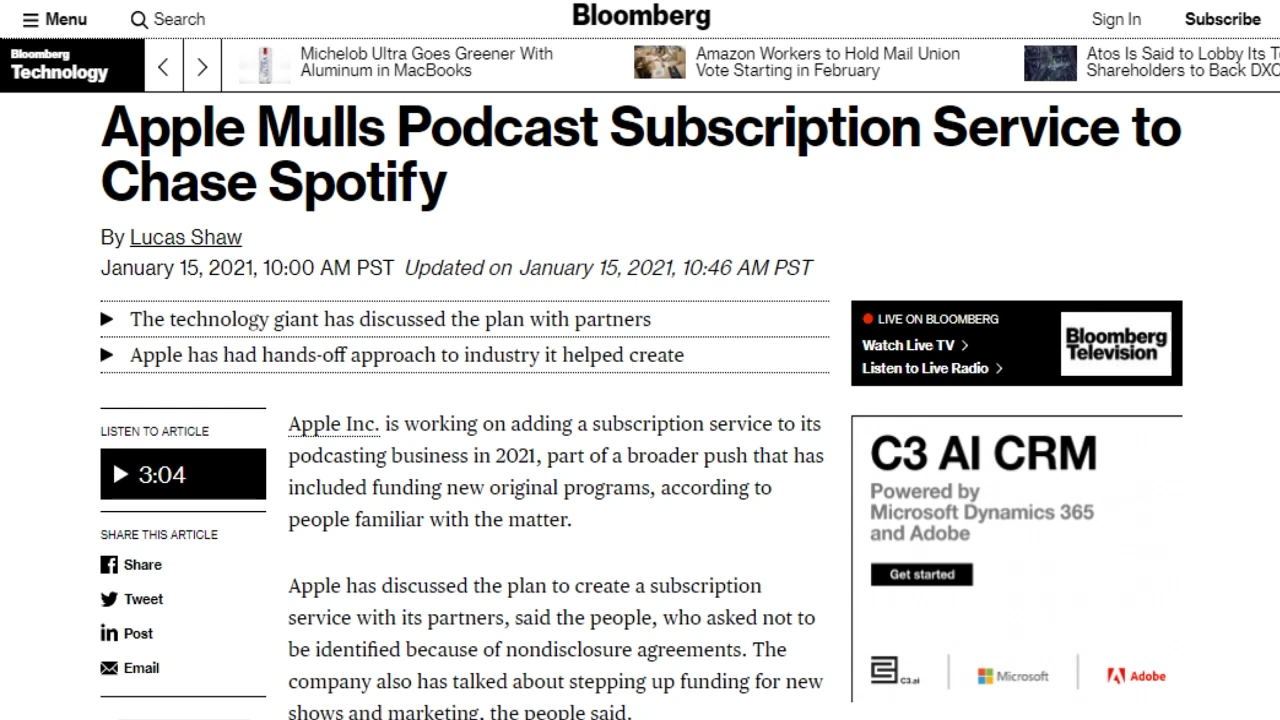 Menu
Search
Bloomberg
Sign In
Subscribe
Bloomberg
Technology
Michelob Ultra Goes Greener With
Aluminum in MacBooks
Amazon Workers to Hold Mail Union
Vote Starting in February
Atos Is Said to Lobby Its
Shareholders to Back DXC
Apple Mulls Podcast Subscription Service to
Chase Spotify
By Lucas Shaw
January 15, 2021, 10:00 AM PST Updated on January 15, 2021, 10:46 AM PST
The technology giant has discussed the plan with partners
Apple has had hands-off approach to industry it helped create
LISTEN TO ARTICLE
3:04
SHARE THIS ARTICLE
Share
Tweet
Post
Email
Apple Inc. is working on adding a subscription service to its
podcasting business in 2021, part of a broader push that has
included funding new original programs, according to
people familiar with the matter.
Apple has discussed the plan to create a subscription
service with its partners, said the people, who asked not to
be identified because of nondisclosure agreements. The
company also has talked about stepping up funding for new
shows and marketing, the people said.
LIVE ON BLOOMBERG
Watch Live TV
Listen to Live Radio
Bloomberg
Television
C3 AI CRM
Powered by
Microsoft Dynamics 365
and Adobe
Get started
C3.ai
Microsoft
Adobe